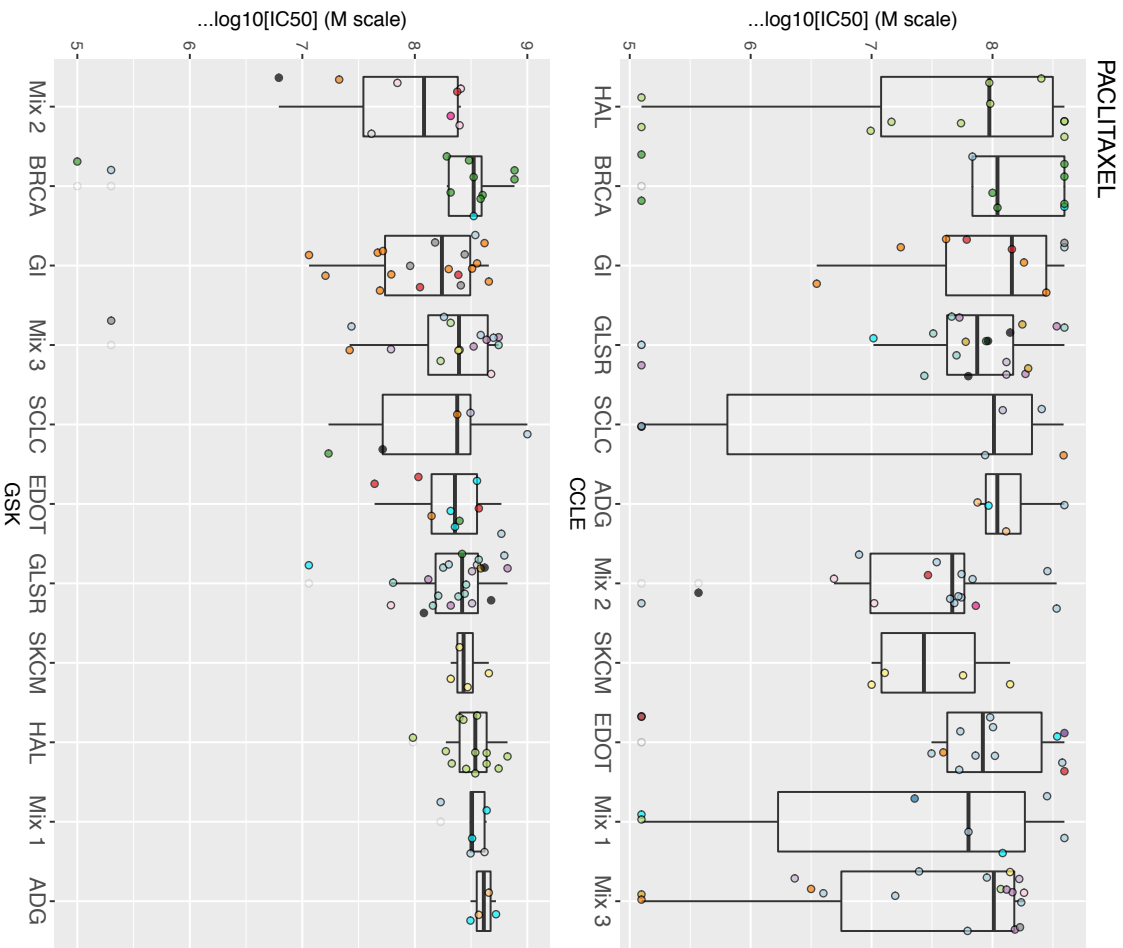 PACLITAXEL
...log10[IC50] (M scale)
5 6 7 8
HAL
BRCA
GI
GLSR
SCLC
ADG
Mix 2
SKCM
EDOT
Mix 1
Mix 3
CCLE
...log10[IC50] (M scale)
5 6 7 8 9
Mix 2
BRCA
GI
Mix 3
SCLC
EDOT
GLSR
SKCM
HAL
Mix 1
ADG
GSK